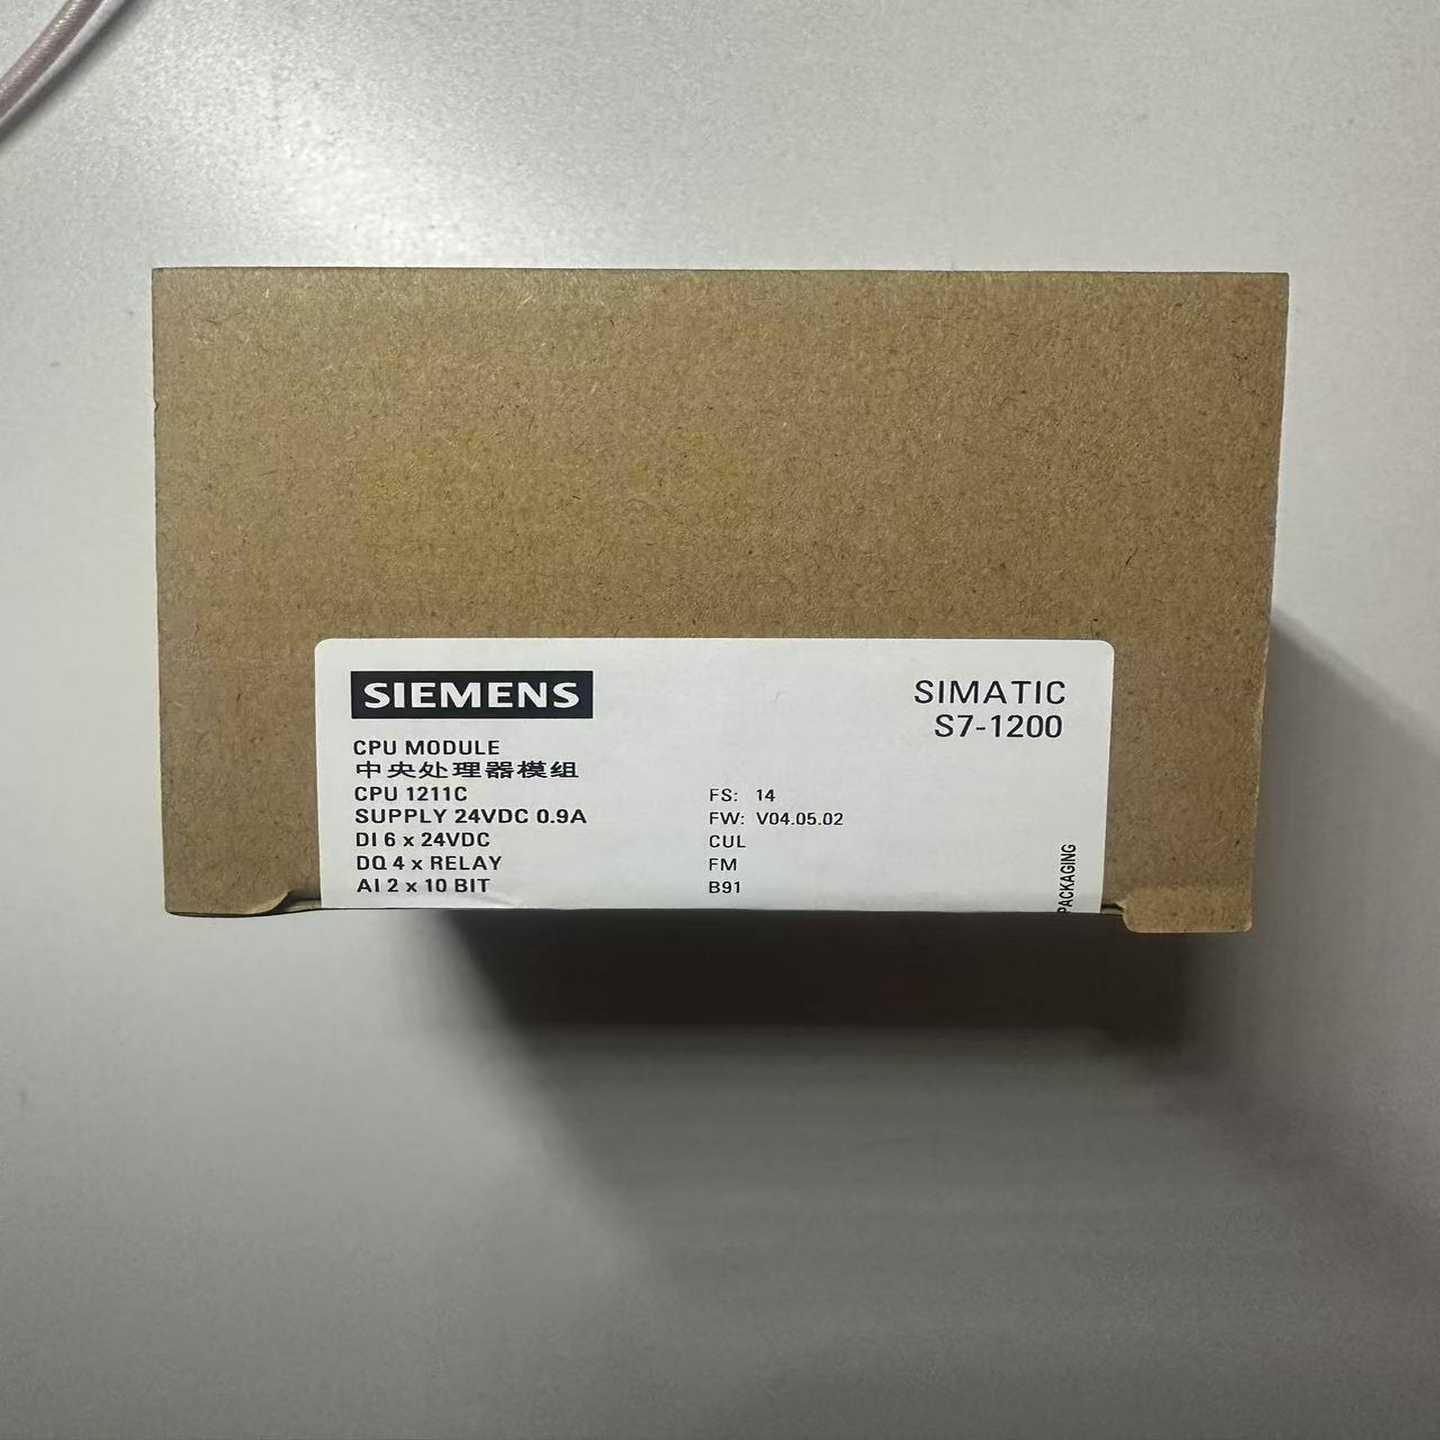 SIEMENS
SIMATIC
S7-1200
CPU MODULE
中央处理器模组
CPU 1211C
SUPPLY 24VDC 0.9A
DI 6 x 24VDC
DQ 4 x RELAY
AI 2 x 10 BIT
FS: 14
FW: V04.05.02
CUL
FM
B91
PACKAGING